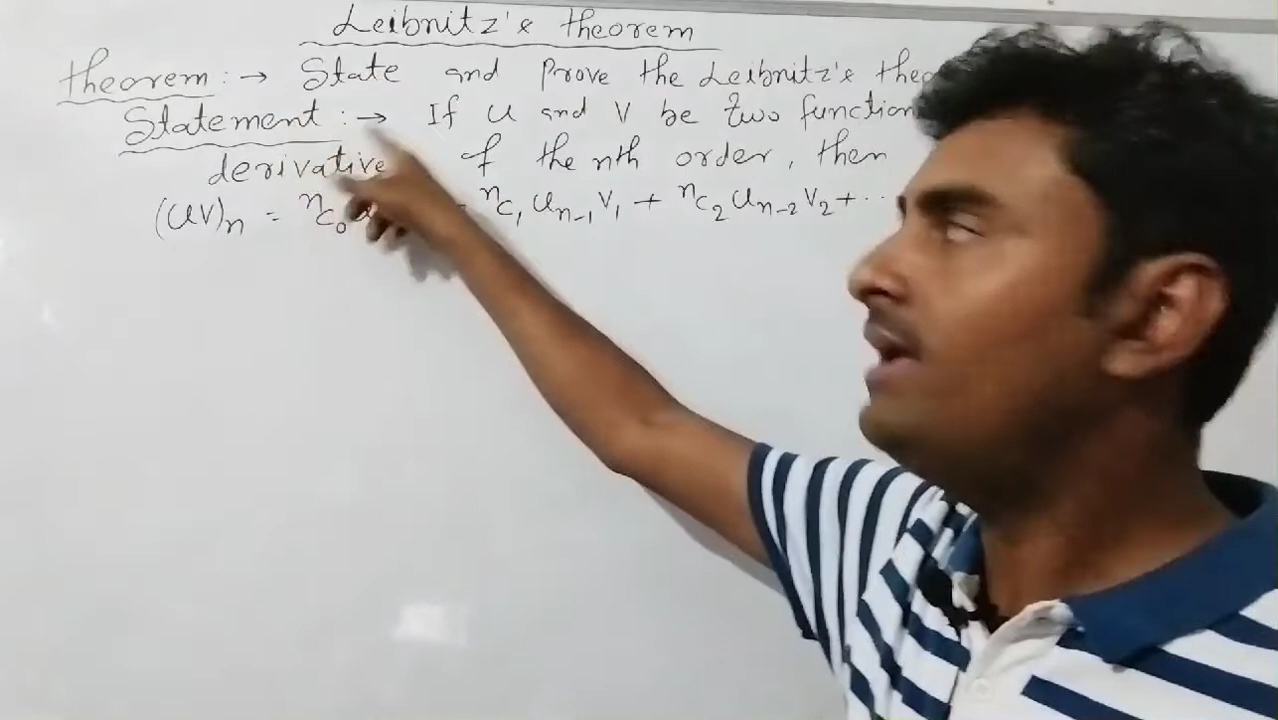 Leibnitz's theorem
theorem :→ State and Prove the Leibnitz's the
Statement :→ If u and v be two function
derivative of the nth order, then
(uv)n = nc0 nc1 un-1 v1 + nc2 un-2 v2 + ...